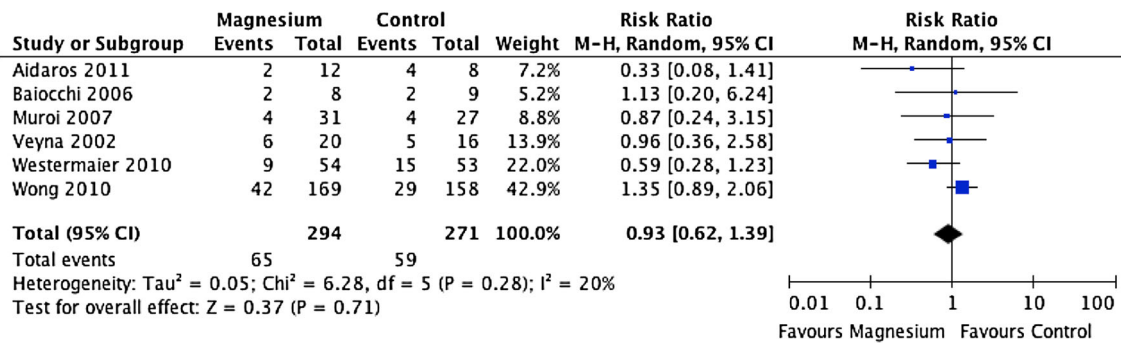 Magnesium Control Risk Ratio Risk Ratio
Study or Subgroup Events Total Events Total Weight M-H, Random, 95% CI M-H, Random, 95% CI
Aidaros 2011 2 12 4 8 7.2% 0.33 [0.08, 1.41]
Baiocchi 2006 2 8 2 9 5.2% 1.13 [0.20, 6.24]
Muroi 2007 4 31 4 27 8.8% 0.87 [0.24, 3.15]
Veyna 2002 6 20 5 16 13.9% 0.96 [0.36, 2.58]
Westermaier 2010 9 54 15 53 22.0% 0.59 [0.28, 1.23]
Wong 2010 42 169 29 158 42.9% 1.35 [0.89, 2.06]
Total (95% CI) 294 271 100.0% 0.93 [0.62, 1.39]
Total events 65 59
Heterogeneity: Tau² = 0.05; Chi² = 6.28, df = 5 (P = 0.28); I² = 20%
Test for overall effect: Z = 0.37 (P = 0.71)
0.01 0.1 1 10 100
Favours Magnesium Favours Control